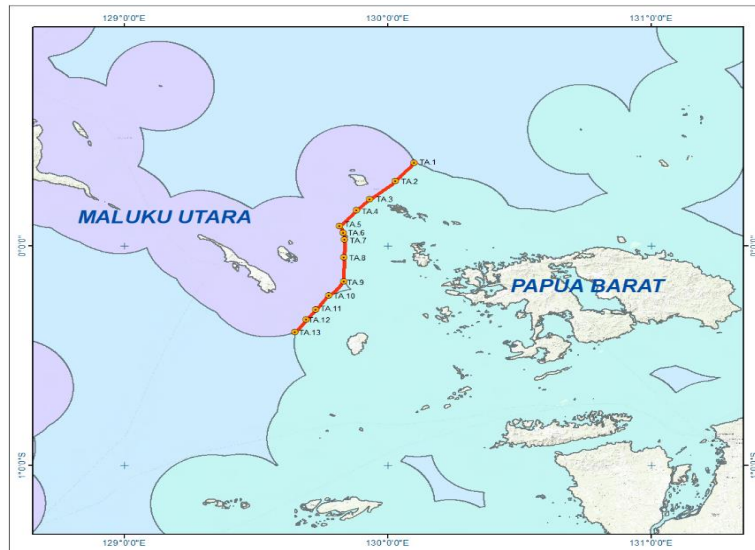 129°0'0"E 130°0'0"E 131°0'0"E
TA.1
TA.2
TA.3
TA.4
MALUKU UTARA
TA.5
TA.6
TA.7
0°0'0" 0°0'0"
TA.8
TA.9
PAPUA BARAT
TA.10
TA.11
TA.12
TA.13
1°0'0"S 1°0'0"S
129°0'0"E 130°0'0"E 131°0'0"E